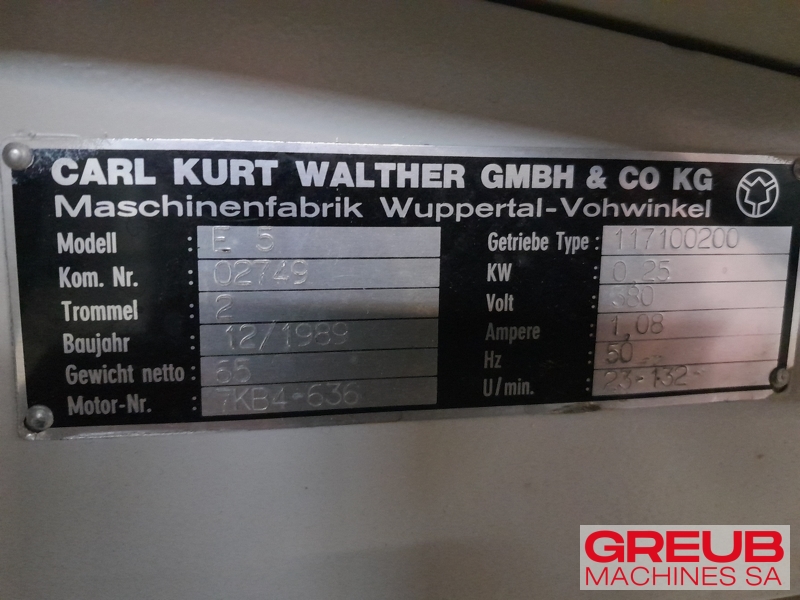 CARL KURT WALTHER GMBH & CO KG
Maschinenfabrik Wuppertal-Vohwinkel
Modell : E 5
Kom. Nr. : 02749
Trommel : 2
Baujahr : 12/1989
Gewicht netto :
Motor-Nr. : 7KB4-636
Getriebe Type : 117100200
KW : 0,25
Volt : 380
Ampere : 1,08
Hz : 50
U/min. : 23-132
GREUB
MACHINES SA